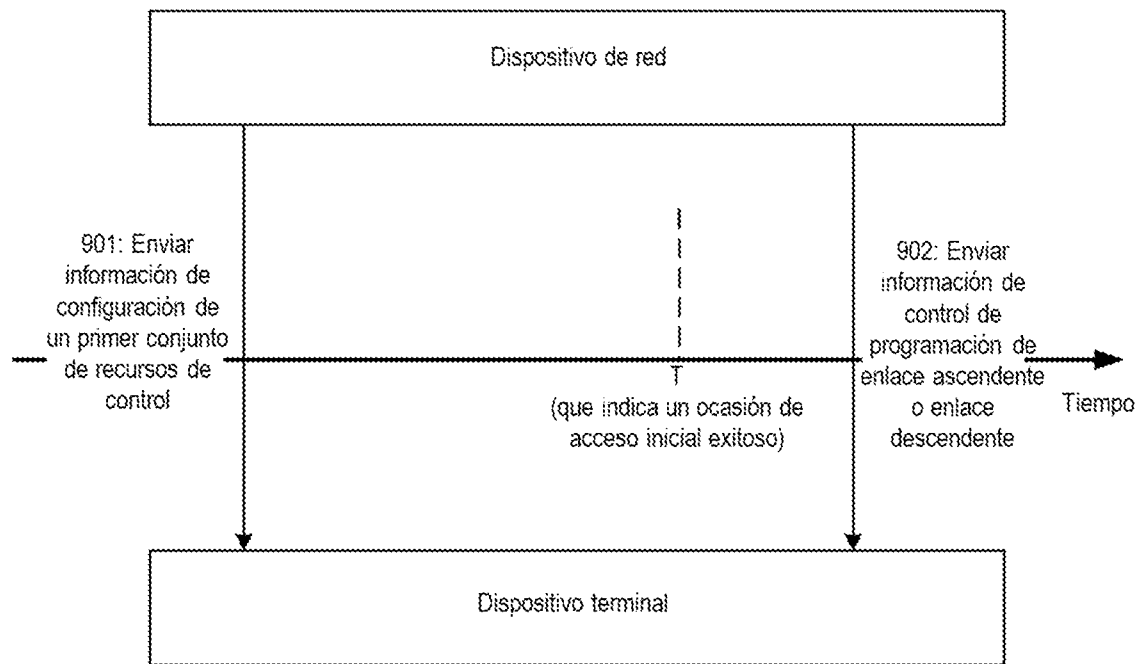 Dispositivo de red
901: Enviar
información de
configuración de
un primer conjunto
de recursos de
control
T
(que indica un ocasión de
acceso inicial exitoso)
902: Enviar
información de
control de
programación de
enlace ascendente
o enlace
descendente
Tiempo
Dispositivo terminal